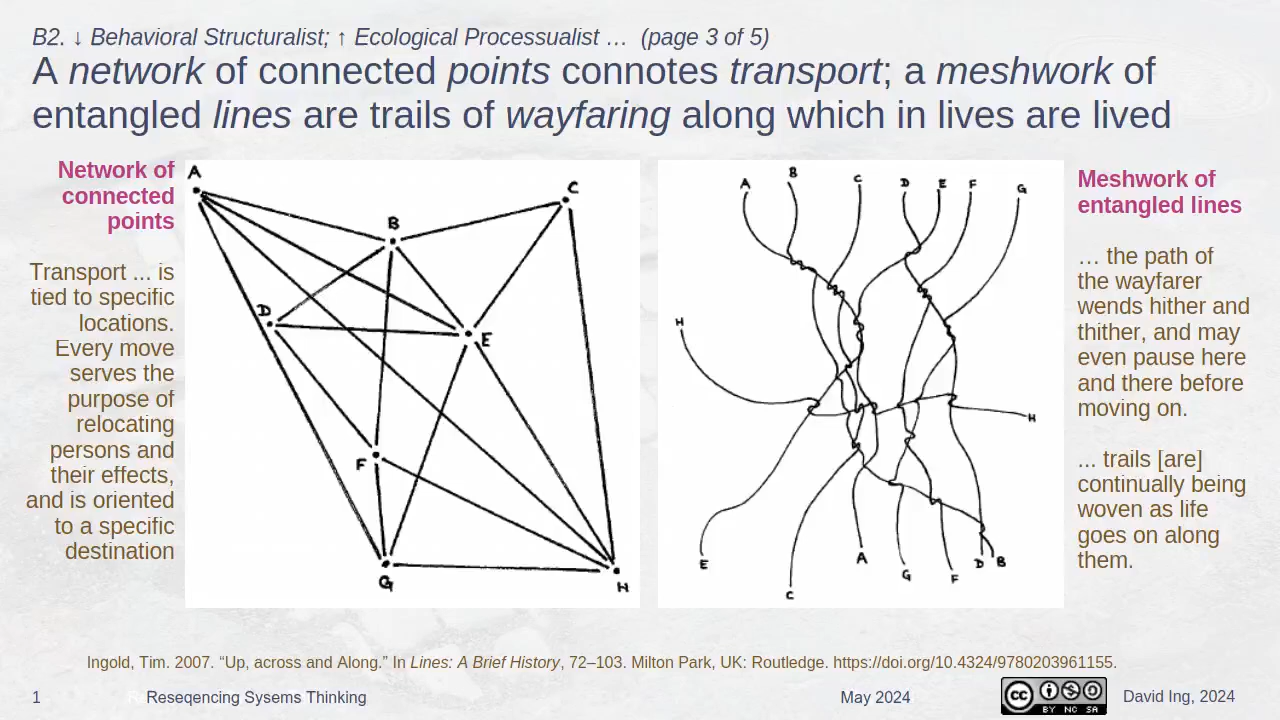 B2. ↓ Behavioral Structuralist; ↑ Ecological Processualist … (page 3 of 5)
A network of connected points connotes transport; a meshwork of
entangled lines are trails of wayfaring along which in lives are lived
Network of
connected
points
Transport ... is
tied to specific
locations.
Every move
serves the
purpose of
relocating
persons and
their effects,
and is oriented
to a specific
destination
A
B
C
D
E
F
G
H
A
B
C
D
E
F
G
H
H
E
C
A
G
F
D
B
Meshwork of
entangled lines
… the path of
the wayfarer
wends hither and
thither, and may
even pause here
and there before
moving on.
... trails [are]
continually being
woven as life
goes on along
them.
Ingold, Tim. 2007. “Up, across and Along.” In Lines: A Brief History, 72–103. Milton Park, UK: Routledge. https://doi.org/10.4324/9780203961155.
1
Reseqencing Sysems Thinking
May 2024
cc
BY NC SA
David Ing, 2024